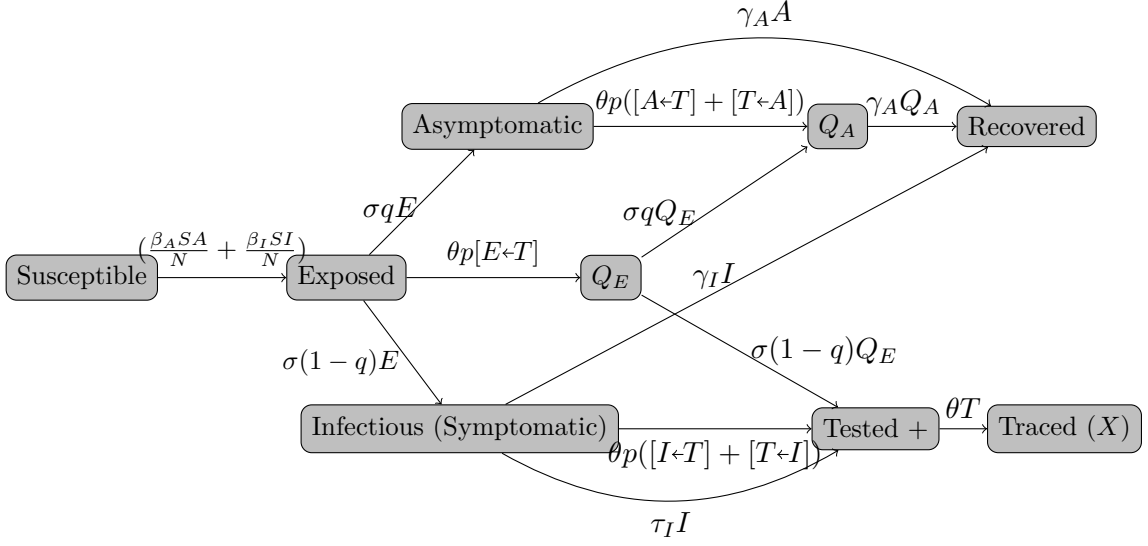 γ_A A
θp([A←T] + [T←A])
γ_A Q_A
Asymptomatic
Q_A
Recovered
σqE
σqQ_E
(β_A SA/N + β_I SI/N)
θp[E←T]
Susceptible
Exposed
Q_E
γ_I I
σ(1 − q)E
σ(1 − q)Q_E
Infectious (Symptomatic)
Tested +
θT
Traced (X)
θp([I←T] + [T←I])
τ_I I